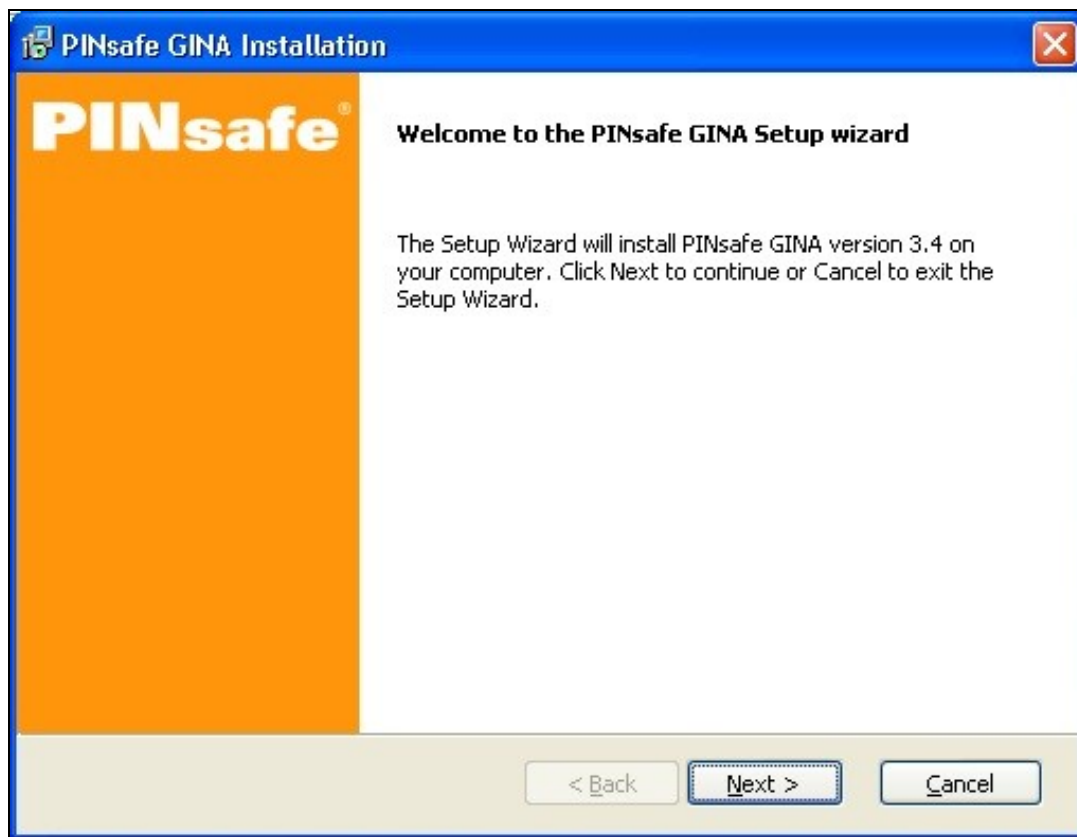 PINsafe GINA Installation
PINsafe®
Welcome to the PINsafe GINA Setup wizard
The Setup Wizard will install PINsafe GINA version 3.4 on
your computer. Click Next to continue or Cancel to exit the
Setup Wizard.
< Back
Next >
Cancel